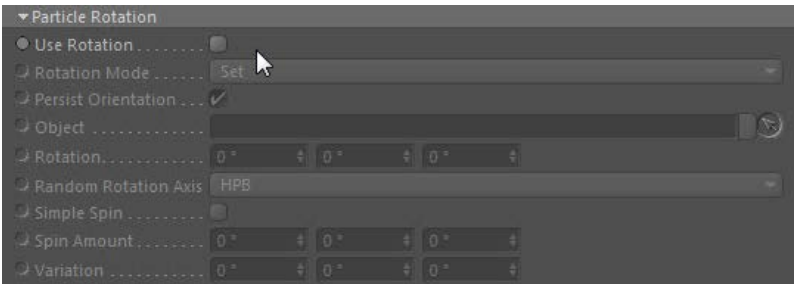 Particle Rotation
Use Rotation . . . . . . . .
Rotation Mode . . . . . . Set
Persist Orientation . . . ✓
Object . . . . . . . . . . . . .
Rotation. . . . . . . . . . . . 0 ° 0 ° 0 °
Random Rotation Axis HPB
Simple Spin . . . . . . . . .
Spin Amount. . . . . . . . 0 ° 0 ° 0 °
Variation . . . . . . . . . . . 0 ° 0 ° 0 °